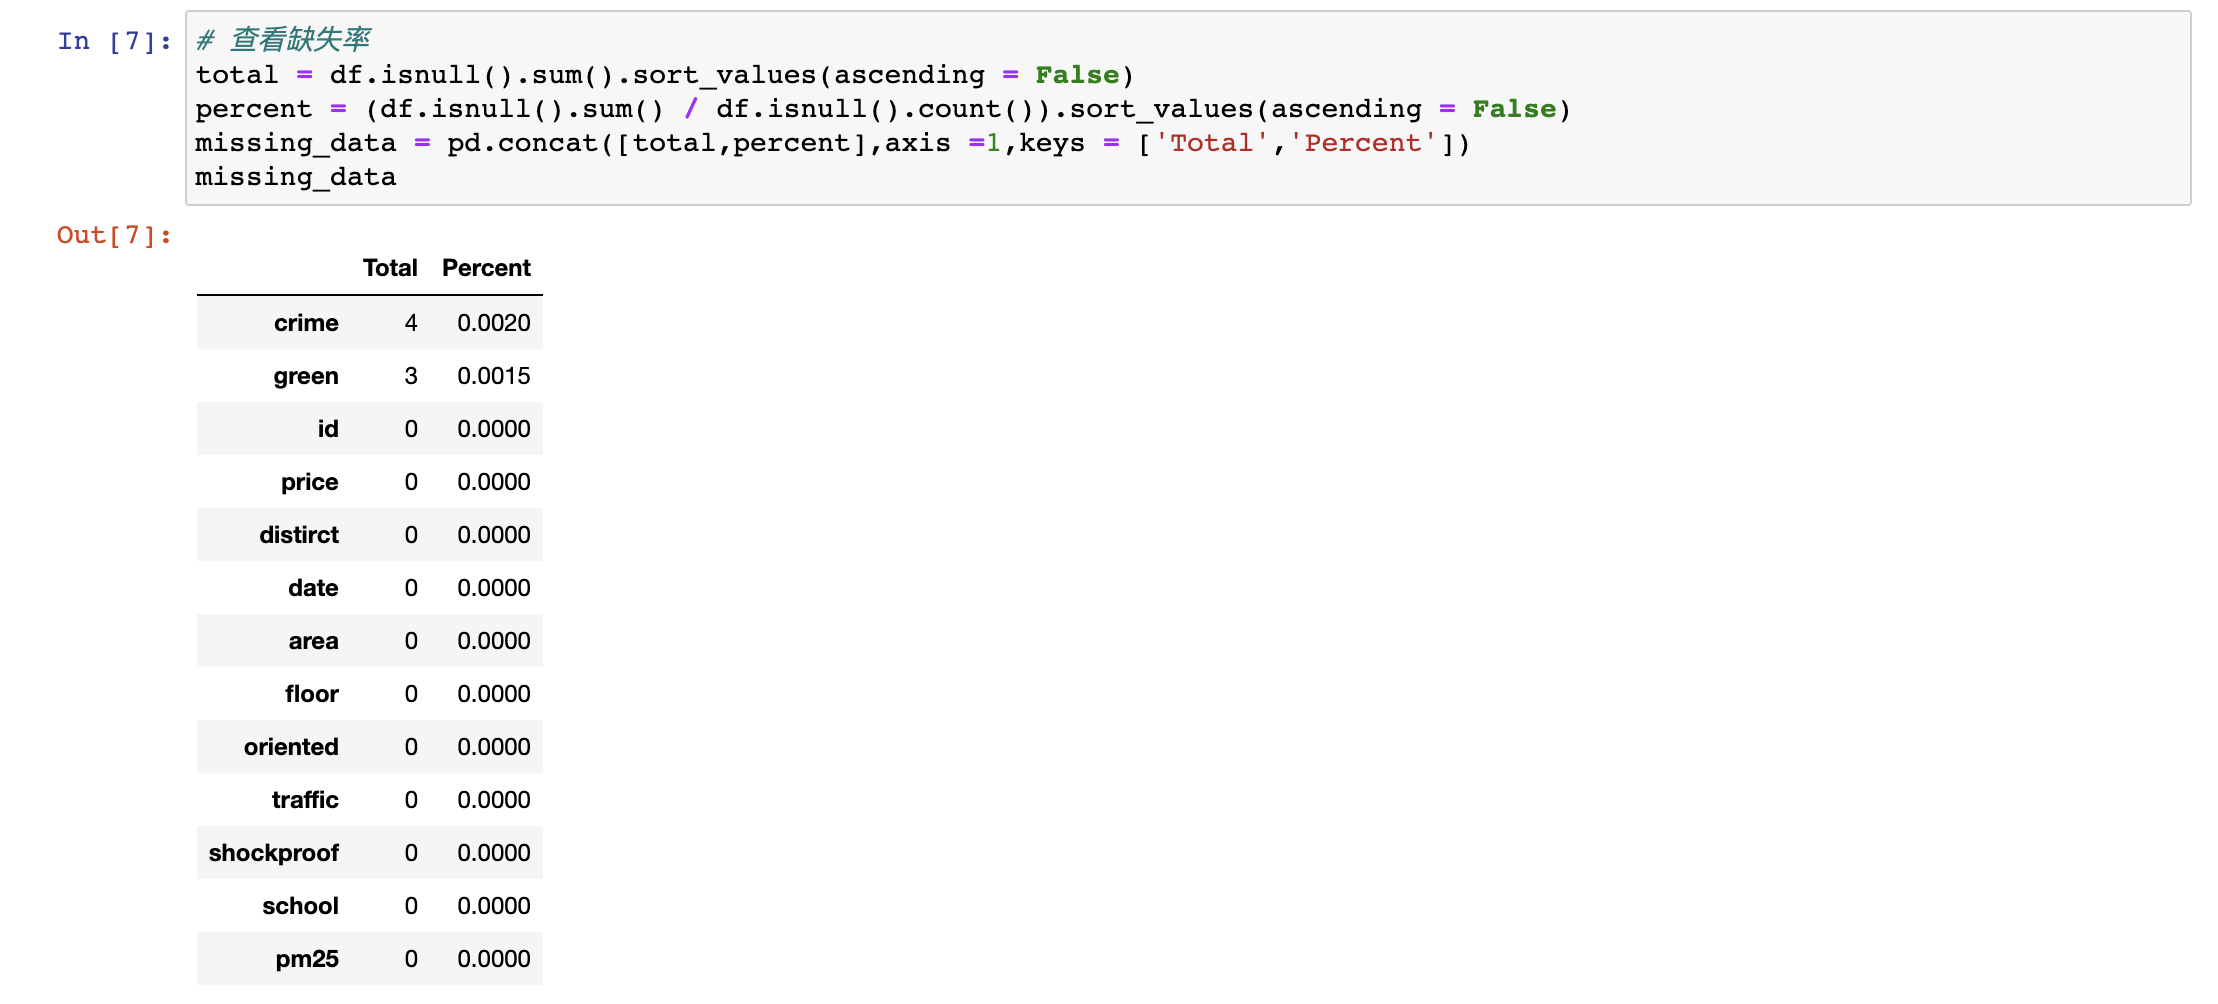 In [7]:
# 查看缺失率
total = df.isnull().sum().sort_values(ascending = False)
percent = (df.isnull().sum() / df.isnull().count()).sort_values(ascending = False)
missing_data = pd.concat([total,percent],axis =1,keys = ['Total','Percent'])
missing_data
Out[7]:
Total Percent
crime 4 0.0020
green 3 0.0015
id 0 0.0000
price 0 0.0000
distirct 0 0.0000
date 0 0.0000
area 0 0.0000
floor 0 0.0000
oriented 0 0.0000
traffic 0 0.0000
shockproof 0 0.0000
school 0 0.0000
pm25 0 0.0000